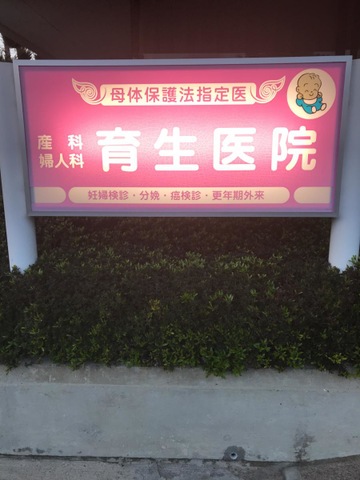 母体保護法指定医
産科
婦人科
育生医院
妊婦検診・分娩・癌検診・更年期外来